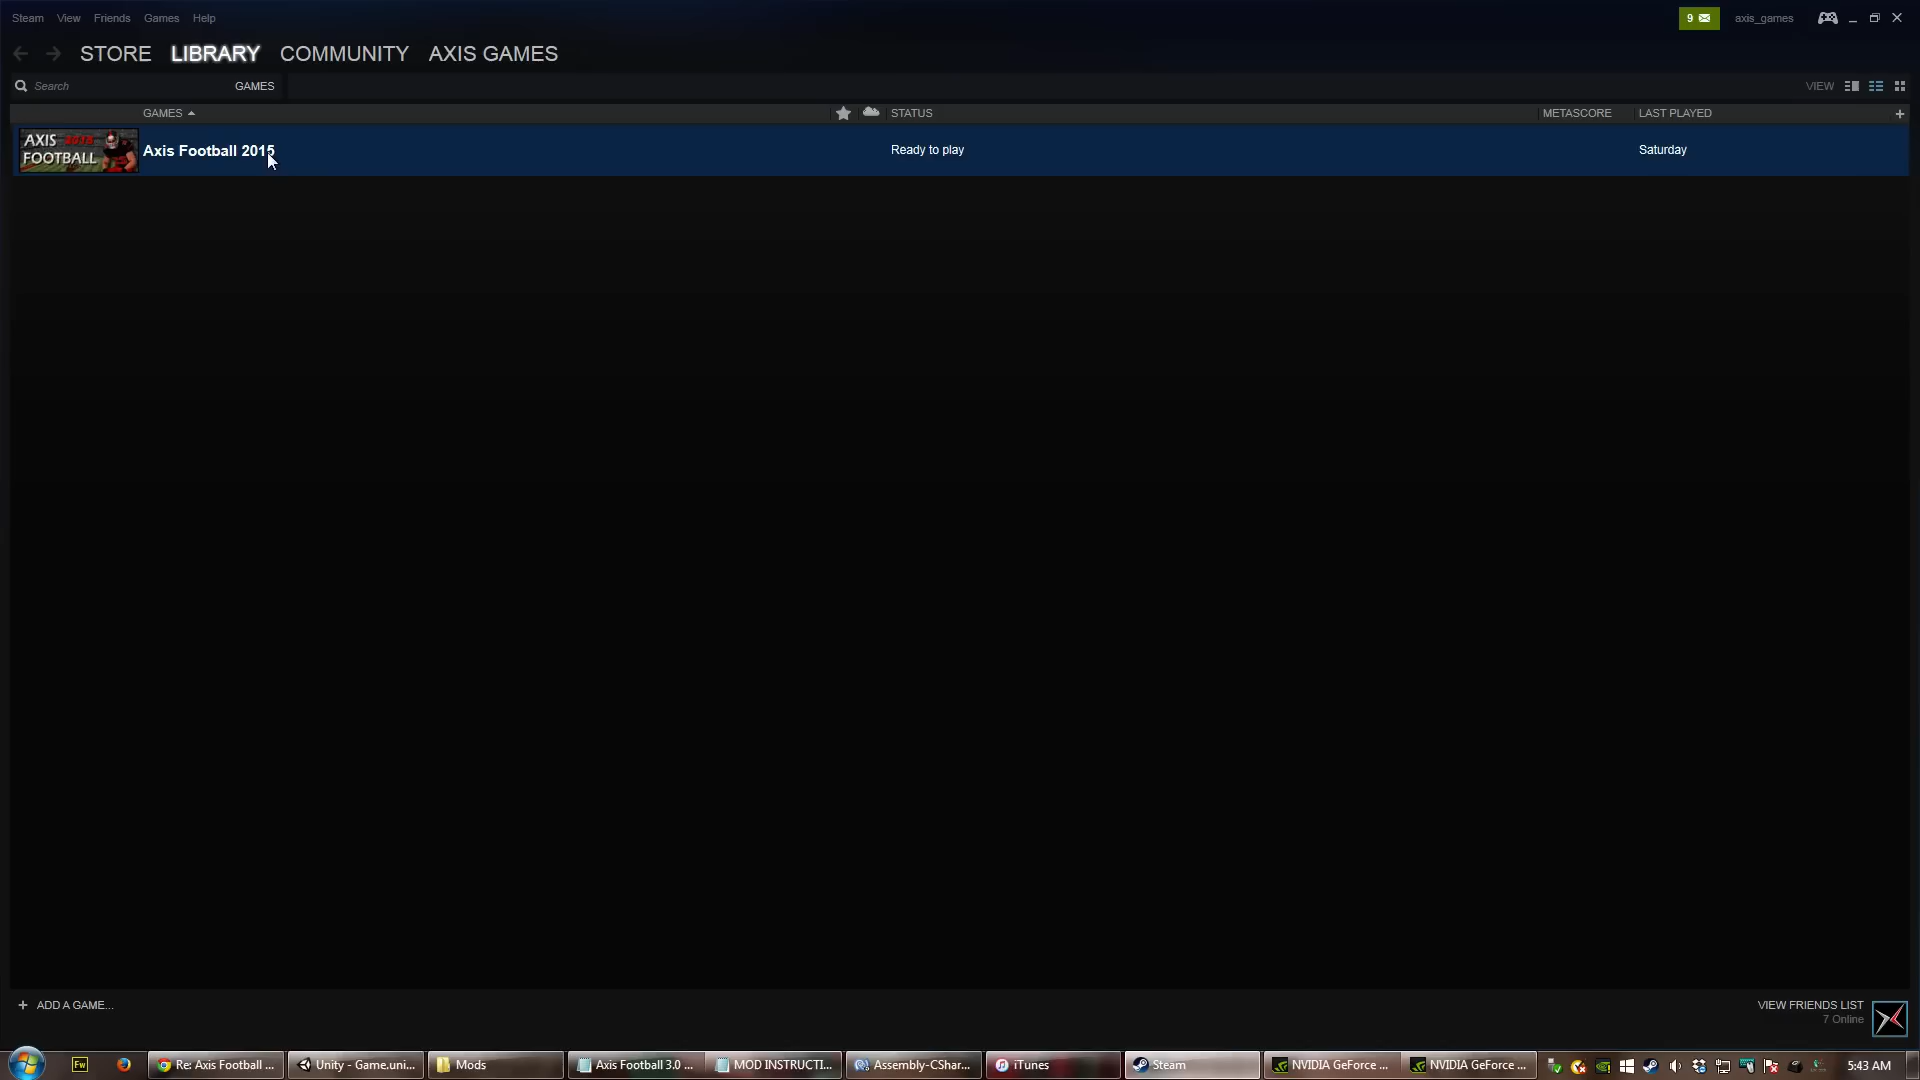 Steam View Friends Games Help 9 axis_games
STORE LIBRARY COMMUNITY AXIS GAMES
Search GAMES VIEW
GAMES STATUS METASCORE LAST PLAYED +
AXIS 2015 FOOTBALL Axis Football 2015 Ready to play Saturday
+ ADD A GAME... VIEW FRIENDS LIST
7 Online
Fw Re: Axis Football ... Unity - Game.uni... Mods Axis Football 3.0 ... MOD INSTRUCTI... Assembly-CShar... iTunes Steam NVIDIA GeForce ... NVIDIA GeForce ... 5:43 AM